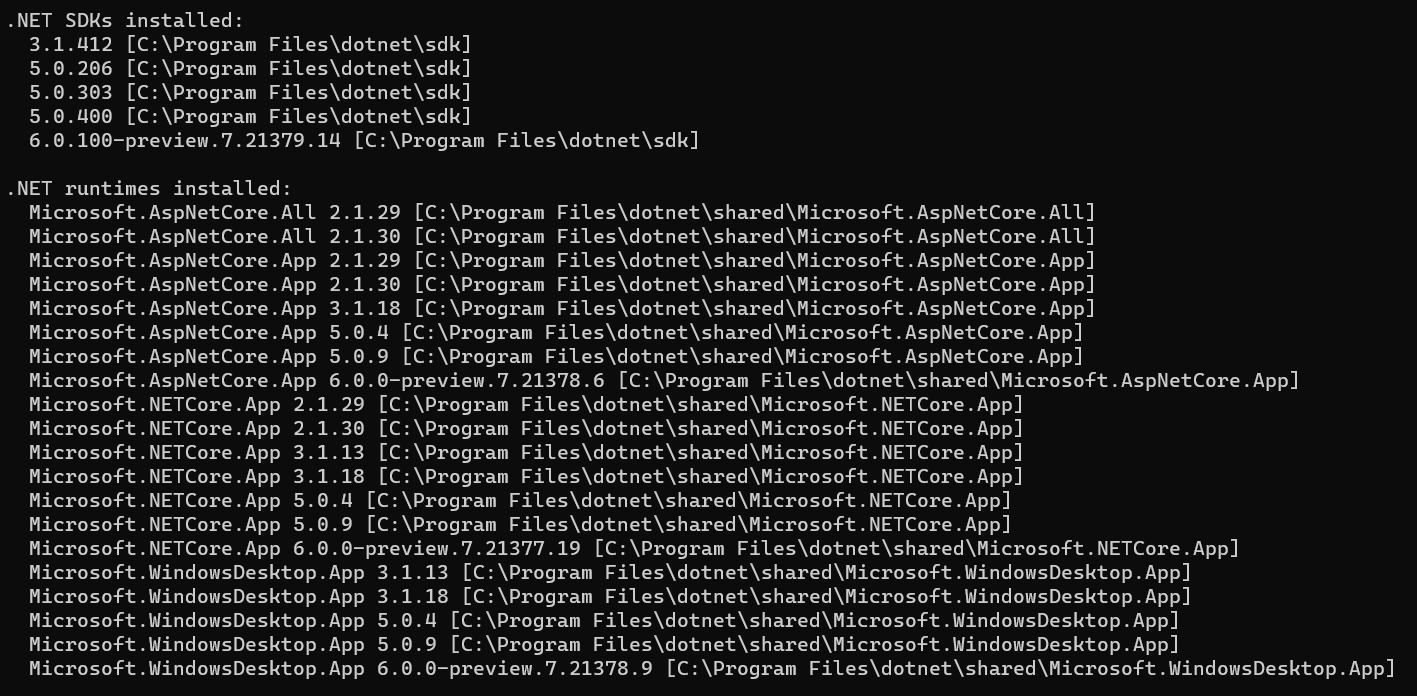 .NET SDKs installed:
  3.1.412 [C:\Program Files\dotnet\sdk]
  5.0.206 [C:\Program Files\dotnet\sdk]
  5.0.303 [C:\Program Files\dotnet\sdk]
  5.0.400 [C:\Program Files\dotnet\sdk]
  6.0.100-preview.7.21379.14 [C:\Program Files\dotnet\sdk]

.NET runtimes installed:
  Microsoft.AspNetCore.All 2.1.29 [C:\Program Files\dotnet\shared\Microsoft.AspNetCore.All]
  Microsoft.AspNetCore.All 2.1.30 [C:\Program Files\dotnet\shared\Microsoft.AspNetCore.All]
  Microsoft.AspNetCore.App 2.1.29 [C:\Program Files\dotnet\shared\Microsoft.AspNetCore.App]
  Microsoft.AspNetCore.App 2.1.30 [C:\Program Files\dotnet\shared\Microsoft.AspNetCore.App]
  Microsoft.AspNetCore.App 3.1.18 [C:\Program Files\dotnet\shared\Microsoft.AspNetCore.App]
  Microsoft.AspNetCore.App 5.0.4 [C:\Program Files\dotnet\shared\Microsoft.AspNetCore.App]
  Microsoft.AspNetCore.App 5.0.9 [C:\Program Files\dotnet\shared\Microsoft.AspNetCore.App]
  Microsoft.AspNetCore.App 6.0.0-preview.7.21378.6 [C:\Program Files\dotnet\shared\Microsoft.AspNetCore.App]
  Microsoft.NETCore.App 2.1.29 [C:\Program Files\dotnet\shared\Microsoft.NETCore.App]
  Microsoft.NETCore.App 2.1.30 [C:\Program Files\dotnet\shared\Microsoft.NETCore.App]
  Microsoft.NETCore.App 3.1.13 [C:\Program Files\dotnet\shared\Microsoft.NETCore.App]
  Microsoft.NETCore.App 3.1.18 [C:\Program Files\dotnet\shared\Microsoft.NETCore.App]
  Microsoft.NETCore.App 5.0.4 [C:\Program Files\dotnet\shared\Microsoft.NETCore.App]
  Microsoft.NETCore.App 5.0.9 [C:\Program Files\dotnet\shared\Microsoft.NETCore.App]
  Microsoft.NETCore.App 6.0.0-preview.7.21377.19 [C:\Program Files\dotnet\shared\Microsoft.NETCore.App]
  Microsoft.WindowsDesktop.App 3.1.13 [C:\Program Files\dotnet\shared\Microsoft.WindowsDesktop.App]
  Microsoft.WindowsDesktop.App 3.1.18 [C:\Program Files\dotnet\shared\Microsoft.WindowsDesktop.App]
  Microsoft.WindowsDesktop.App 5.0.4 [C:\Program Files\dotnet\shared\Microsoft.WindowsDesktop.App]
  Microsoft.WindowsDesktop.App 5.0.9 [C:\Program Files\dotnet\shared\Microsoft.WindowsDesktop.App]
  Microsoft.WindowsDesktop.App 6.0.0-preview.7.21378.9 [C:\Program Files\dotnet\shared\Microsoft.WindowsDesktop.App]